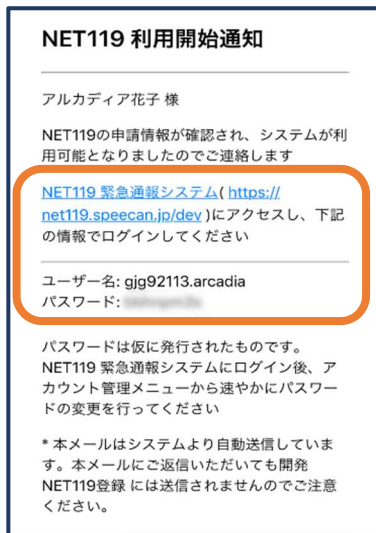 NET119 利用開始通知
アルカディア花子 様
NET119の申請情報が確認され、システムが利
用可能となりましたのでご連絡します
NET119 緊急通報システム( https://
net119.speecan.jp/dev )にアクセスし、下記
の情報でログインしてください
ユーザー名: gjg92113.arcadia
パスワード:
パスワードは仮に発行されたものです。
NET119 緊急通報システムにログイン後、ア
カウント管理メニューから速やかにパスワー
ドの変更を行ってください
* 本メールはシステムより自動送信していま
す。本メールにご返信いただいても開発
NET119登録 には送信されませんのでご注意
ください。